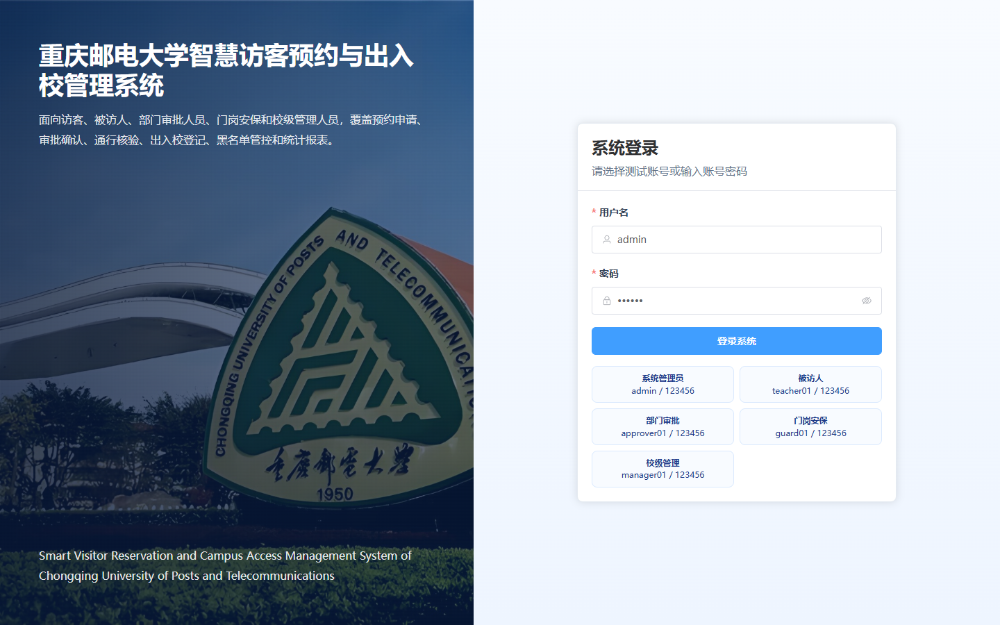 重庆邮电大学智慧访客预约与出入
校管理系统
面向访客、被访人、部门审批人员、门岗安保和校级管理人员，覆盖预约申请、
审批确认、通行核验、出入校登记、黑名单管控和统计报表。
CHONGQING UNIVERSITY OF POSTS AND TELECOMMUNICATIONS
重庆郵電大學
1950
Smart Visitor Reservation and Campus Access Management System of
Chongqing University of Posts and Telecommunications
系统登录
请选择测试账号或输入账号密码
* 用户名
admin
* 密码
••••••
登录系统
系统管理员
admin / 123456
被访人
teacher01 / 123456
部门审批
approver01 / 123456
门岗安保
guard01 / 123456
校级管理
manager01 / 123456